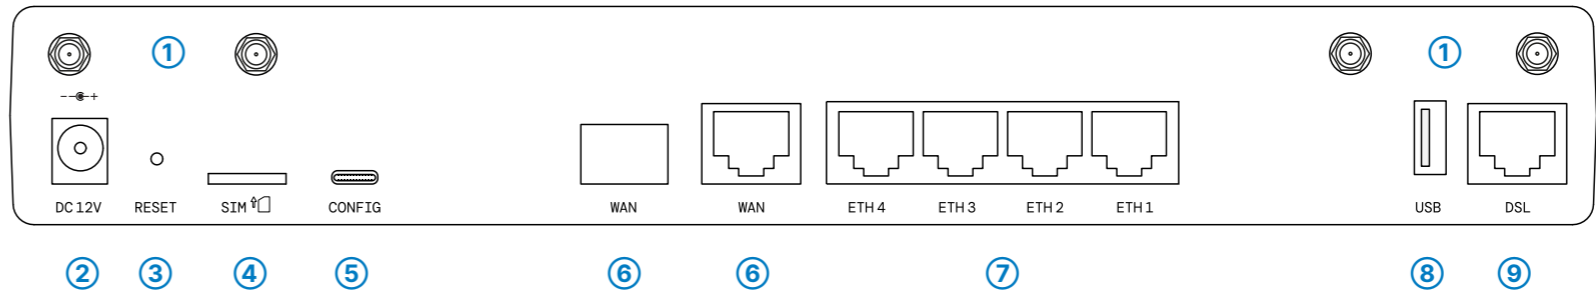 ① ①
DC 12V RESET SIM CONFIG WAN WAN ETH 4 ETH 3 ETH 2 ETH 1 USB DSL
② ③ ④ ⑤ ⑥ ⑥ ⑦ ⑧ ⑨